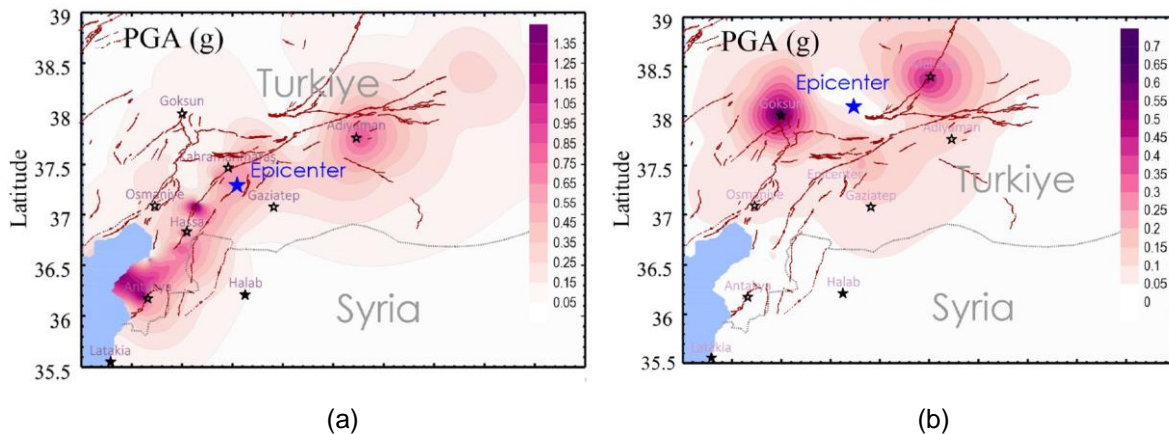 39
38.5
38
37.5
37
36.5
36
35.5
Latitude
PGA (g)
Turkiye
Goksun
Adiyaman
Epicenter
Osmaniye
Gaziatep
Hassa
Antakya
Halab
Latakia
Syria
1.35
1.25
1.15
1.05
0.95
0.85
0.75
0.65
0.55
0.45
0.35
0.25
0.15
0.05
(a)
39
38.5
38
37.5
37
36.5
36
35.5
Latitude
PGA (g)
Epicenter
Goksun
Adiyaman
Epicenter
Osmaniye
Gaziatep
Turkiye
Antakya
Halab
Latakia
Syria
0.7
0.65
0.6
0.55
0.5
0.45
0.4
0.35
0.3
0.25
0.2
0.15
0.1
0.05
0
(b)